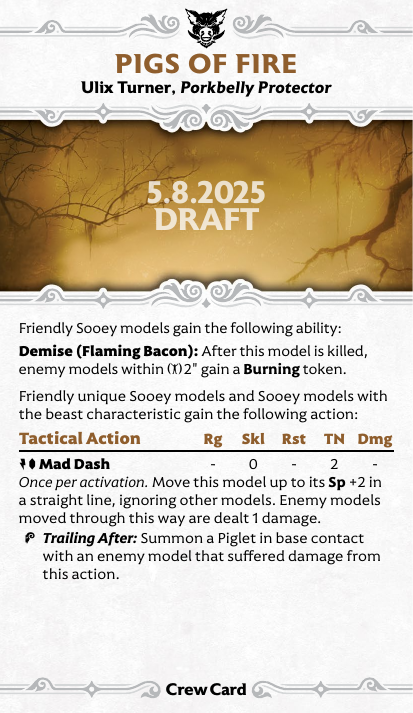 PIGS OF FIRE
Ulix Turner, Porkbelly Protector
5.8.2025
DRAFT
Friendly Sooey models gain the following ability:
Demise (Flaming Bacon): After this model is killed,
enemy models within 2" gain a Burning token.
Friendly unique Sooey models and Sooey models with
the beast characteristic gain the following action:
Tactical Action Rg Skl Rst TN Dmg
Mad Dash - 0 - 2 -
Once per activation. Move this model up to its Sp +2 in
a straight line, ignoring other models. Enemy models
moved through this way are dealt 1 damage.
Trailing After: Summon a Piglet in base contact
with an enemy model that suffered damage from
this action.
Crew Card